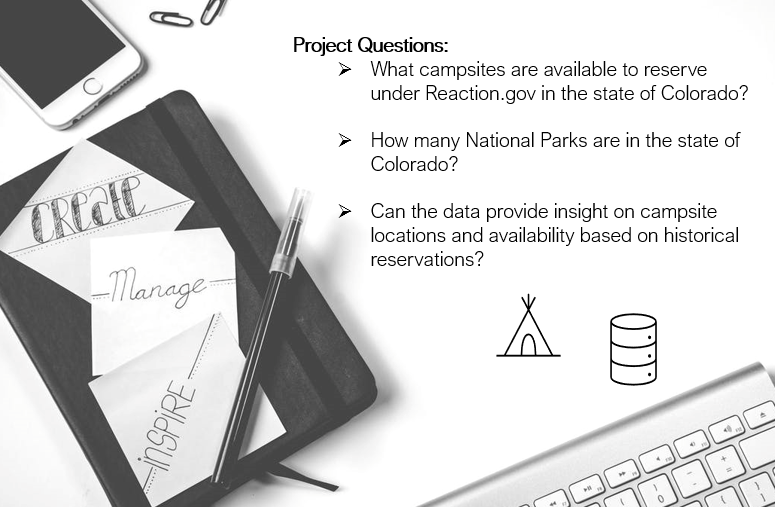 Project Questions:
➢ What campsites are available to reserve
under Reaction.gov in the state of Colorado?
➢ How many National Parks are in the state of
Colorado?
➢ Can the data provide insight on campsite
locations and availability based on historical
reservations?
CREATE
Manage
INSPIRE